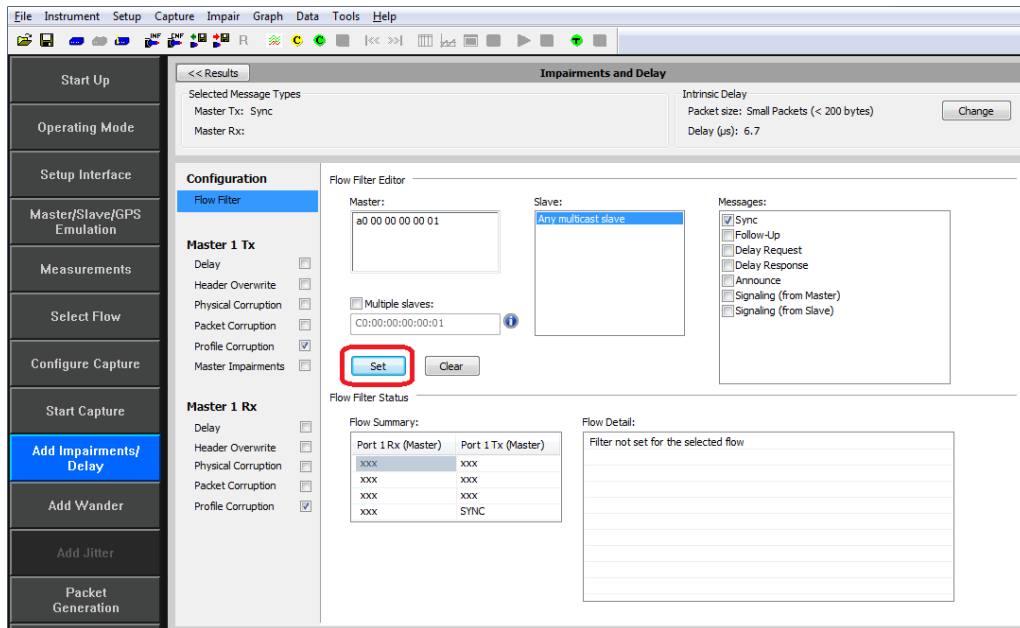 File Instrument Setup Capture Impair Graph Data Tools Help
INF INF R C C T
Start Up
Operating Mode
Setup Interface
Master/Slave/GPS
Emulation
Measurements
Select Flow
Configure Capture
Start Capture
Add Impairments/
Delay
Add Wander
Add Jitter
Packet
Generation
<< Results
Impairments and Delay
Selected Message Types
Master Tx: Sync
Master Rx:
Intrinsic Delay
Packet size: Small Packets (< 200 bytes)
Delay (µs): 6.7
Change
Configuration
Flow Filter
Master 1 Tx
Delay
Header Overwrite
Physical Corruption
Packet Corruption
Profile Corruption
Master Impairments
Master 1 Rx
Delay
Header Overwrite
Physical Corruption
Packet Corruption
Profile Corruption
Flow Filter Editor
Master:
a0 00 00 00 00 01
Multiple slaves:
C0:00:00:00:00:01
Set
Clear
Slave:
Any multicast slave
Messages:
Sync
Follow-Up
Delay Request
Delay Response
Announce
Signaling (from Master)
Signaling (from Slave)
Flow Filter Status
Flow Summary:
Port 1 Rx (Master) Port 1 Tx (Master)
xxx xxx
xxx xxx
xxx xxx
xxx SYNC
Flow Detail:
Filter not set for the selected flow